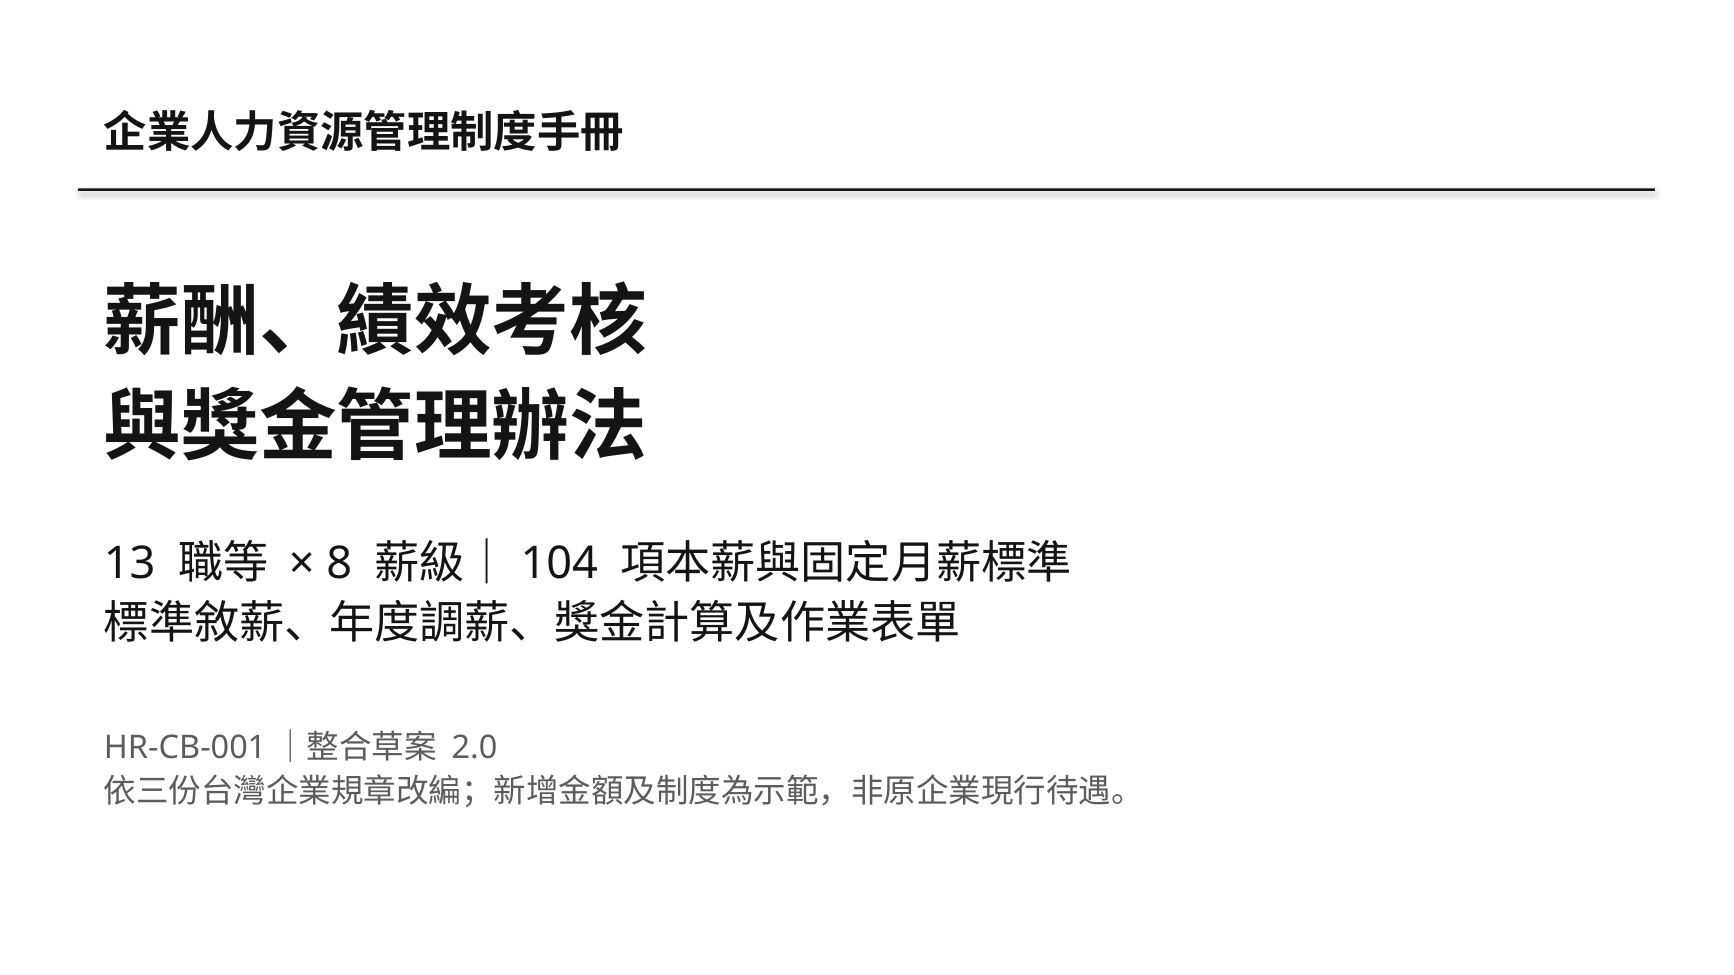 企業人力資源管理制度手冊
薪酬、績效考核
與獎金管理辦法
13 職等 × 8 薪級｜ 104 項本薪與固定月薪標準
標準敘薪、年度調薪、獎金計算及作業表單
HR-CB-001 ｜整合草案 2.0
依三份台灣企業規章改編；新增金額及制度為示範，非原企業現行待遇。